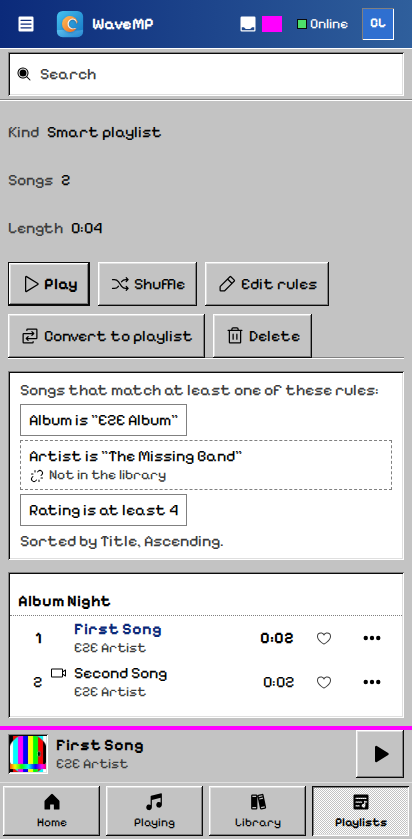 WaveMP
Online
OL
Search
Kind Smart playlist
Songs 2
Length 0:04
Play
Shuffle
Edit rules
Convert to playlist
Delete
Songs that match at least one of these rules:
Album is "E2E Album"
Artist is "The Missing Band"
Not in the library
Rating is at least 4
Sorted by Title, Ascending.
Album Night
1 First Song 0:02
E2E Artist
2 Second Song 0:02
E2E Artist
First Song
E2E Artist
Home
Playing
Library
Playlists